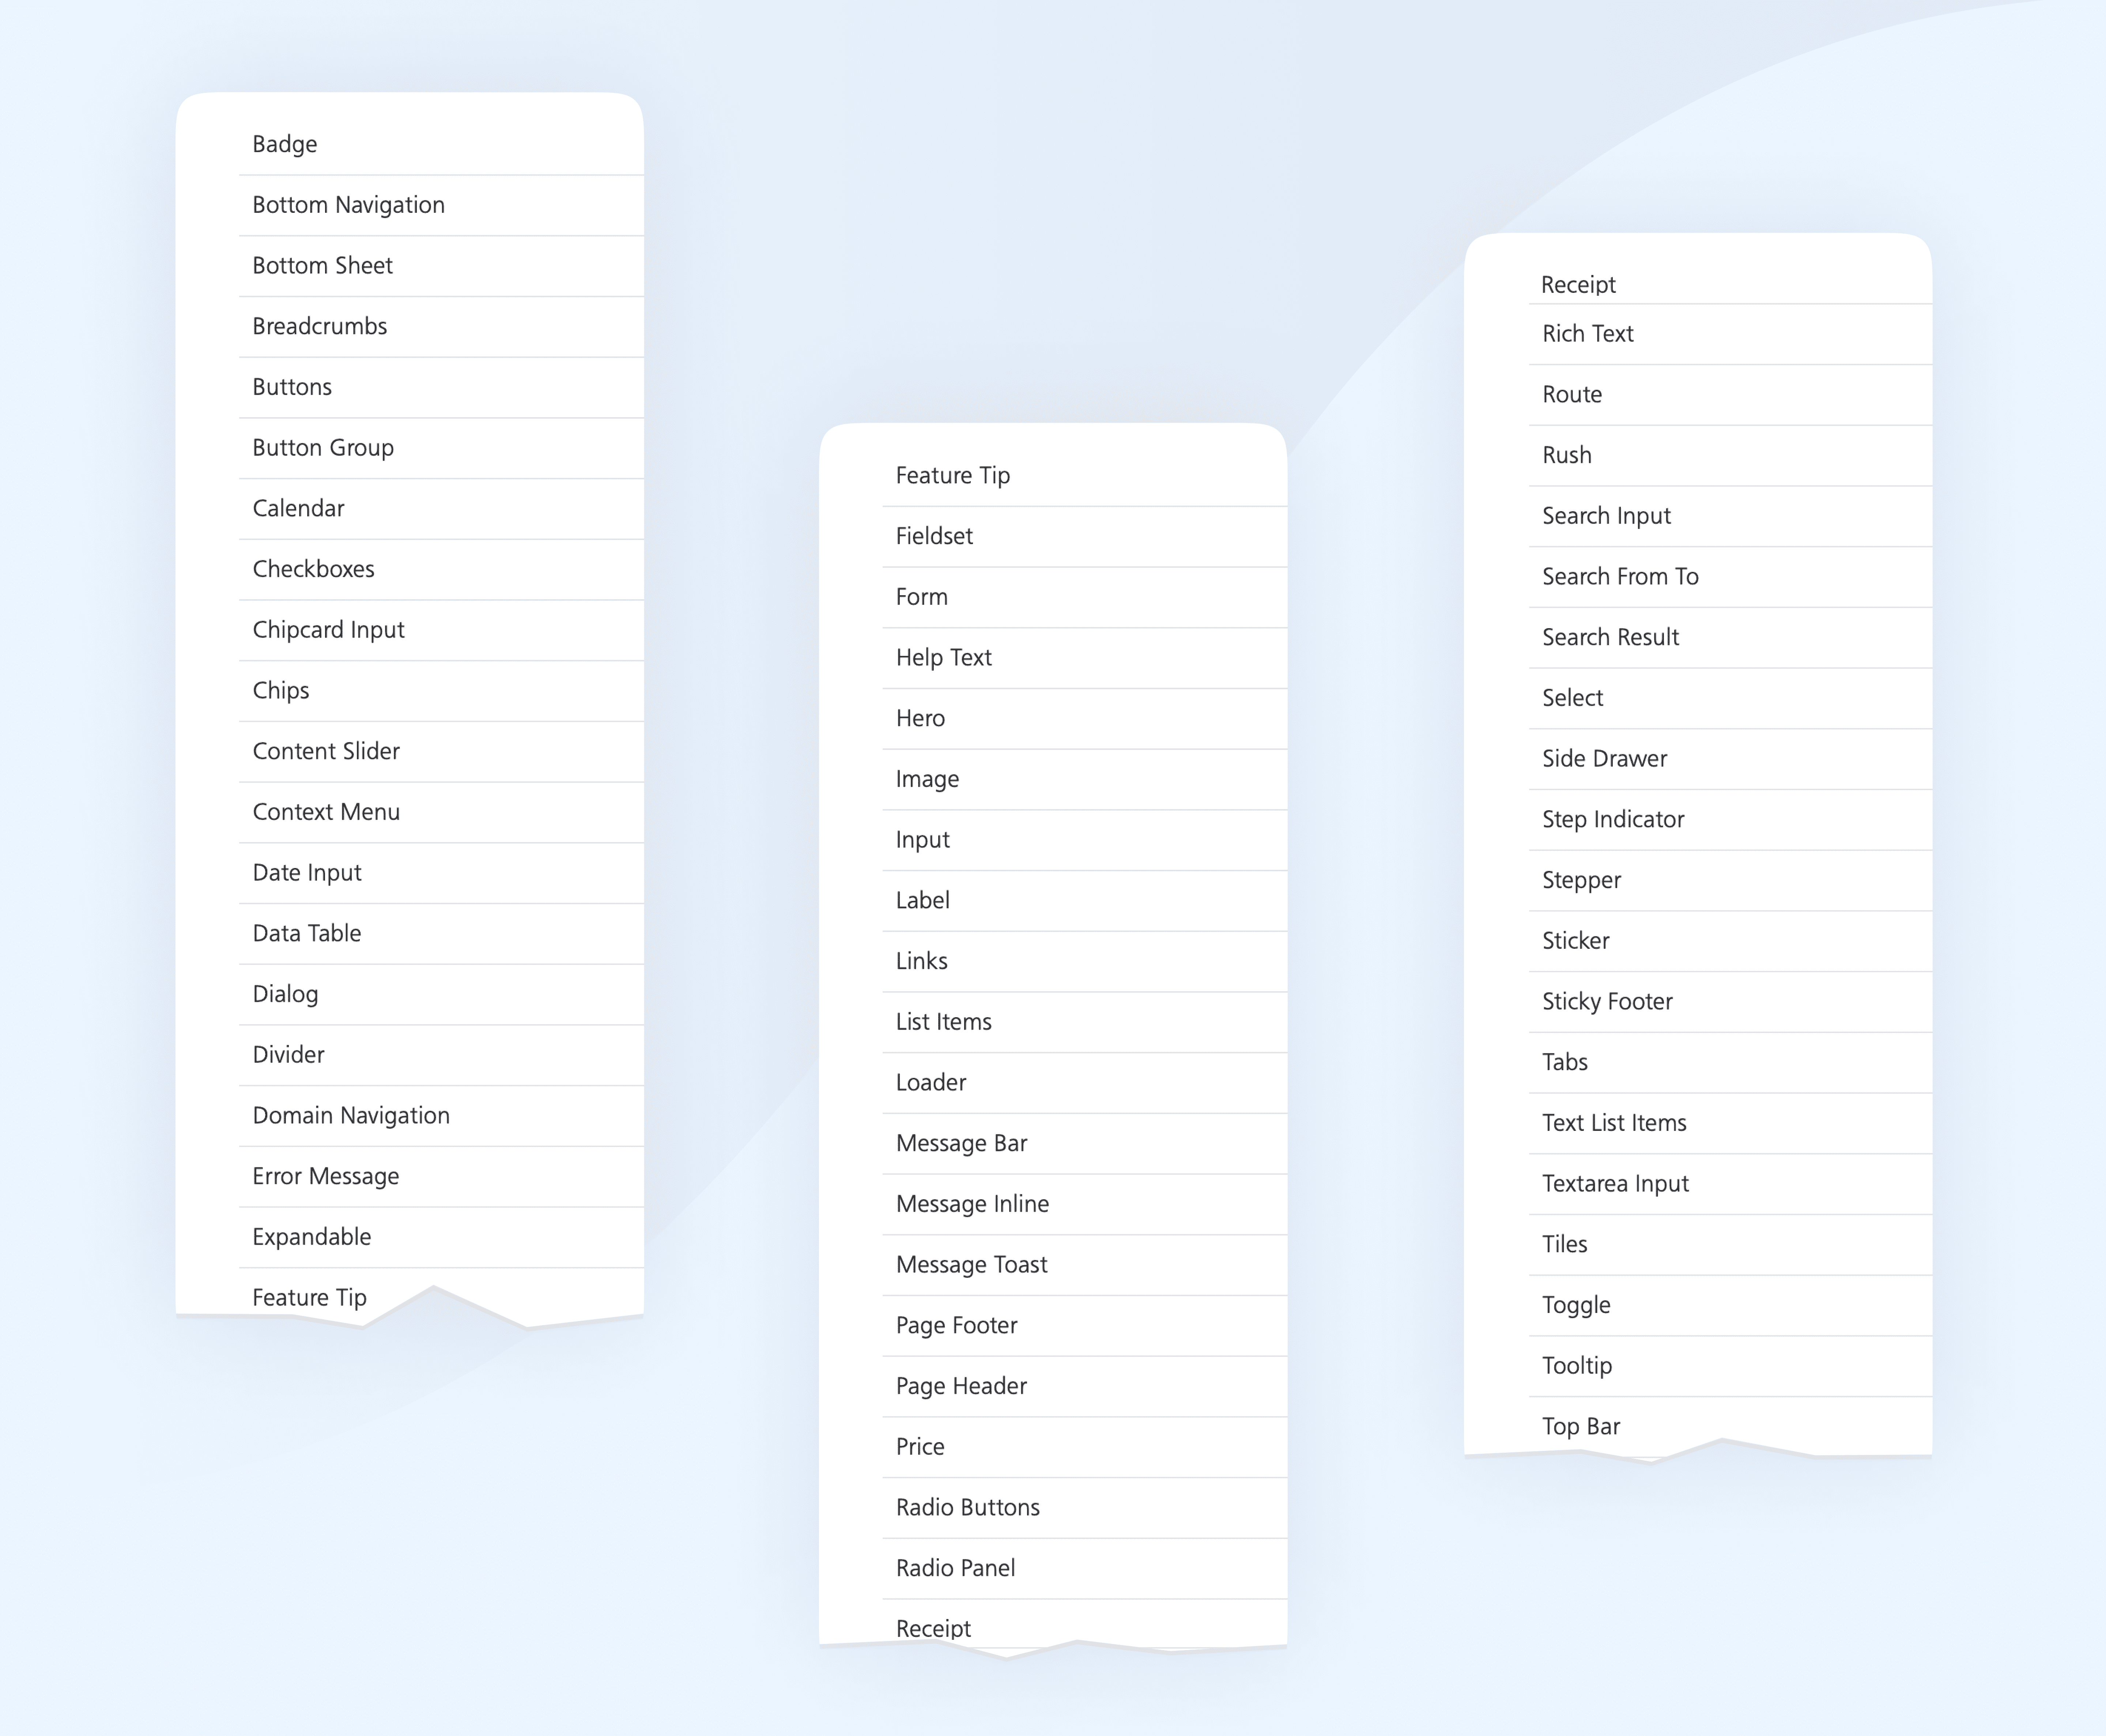 Badge
Bottom Navigation
Bottom Sheet
Breadcrumbs
Buttons
Button Group
Calendar
Checkboxes
Chipcard Input
Chips
Content Slider
Context Menu
Date Input
Data Table
Dialog
Divider
Domain Navigation
Error Message
Expandable
Feature Tip
Feature Tip
Fieldset
Form
Help Text
Hero
Image
Input
Label
Links
List Items
Loader
Message Bar
Message Inline
Message Toast
Page Footer
Page Header
Price
Radio Buttons
Radio Panel
Receipt
Receipt
Rich Text
Route
Rush
Search Input
Search From To
Search Result
Select
Side Drawer
Step Indicator
Stepper
Sticker
Sticky Footer
Tabs
Text List Items
Textarea Input
Tiles
Toggle
Tooltip
Top Bar